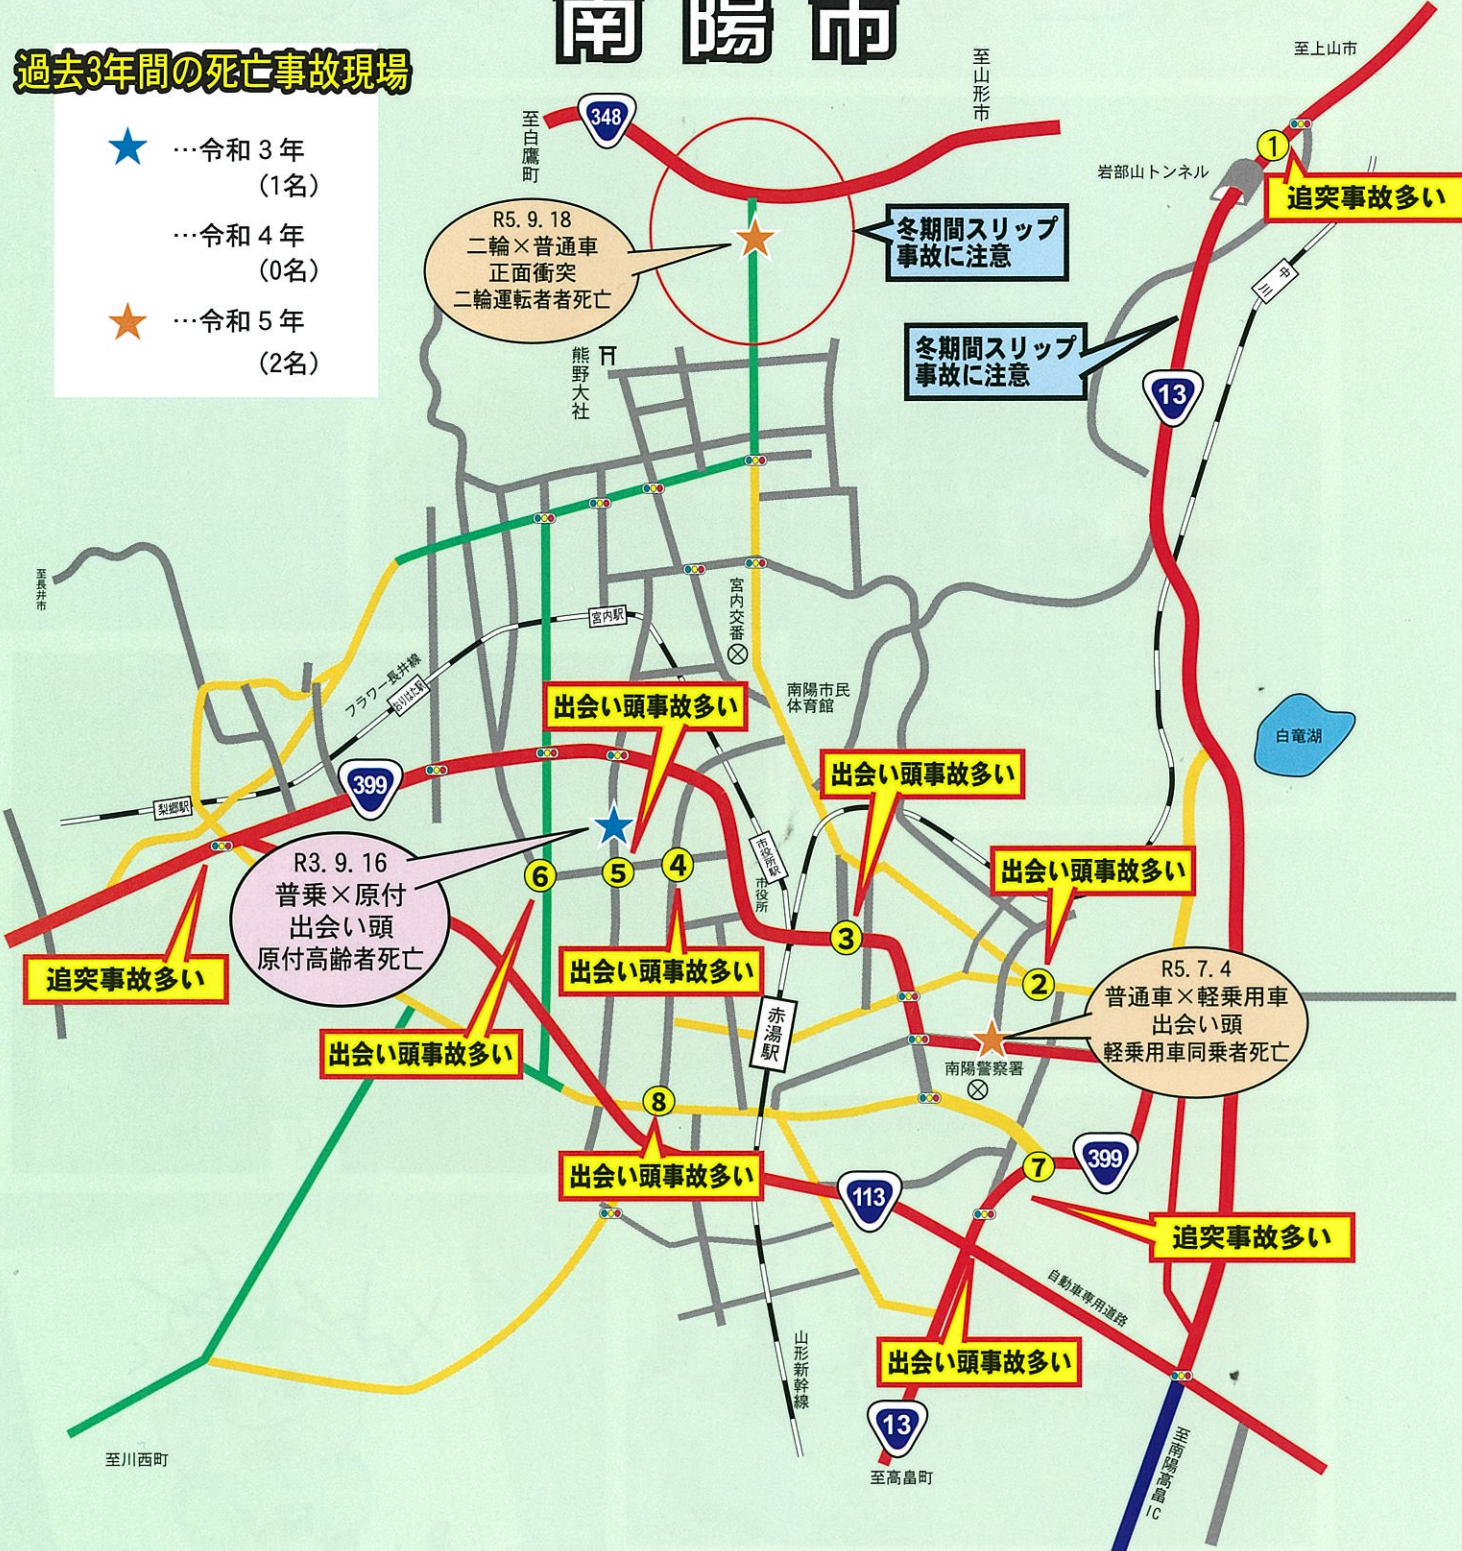 南陽市
過去3年間の死亡事故現場
★ …令和3年
(1名)
…令和4年
(0名)
★ …令和5年
(2名)
至白鷹町
348
至山形市
至上山市
1
岩部山トンネル
追突事故多い
R5.9.18
二輪×普通車
正面衝突
二輪運転者者死亡
冬期間スリップ
事故に注意
中川
冬期間スリップ
事故に注意
熊野大社
13
至長井市
宮内駅
宮内交番
フラワー長井線
おりはた駅
南陽市民
体育館
出会い頭事故多い
白竜湖
399
出会い頭事故多い
梨郷駅
R3.9.16
普乗×原付
出会い頭
原付高齢者死亡
6
5
4
市役所駅
市役所
出会い頭事故多い
3
追突事故多い
出会い頭事故多い
2
R5.7.4
普通車×軽乗用車
出会い頭
軽乗用車同乗者死亡
出会い頭事故多い
赤湯駅
南陽警察署
8
出会い頭事故多い
7
399
113
追突事故多い
自動車専用道路
出会い頭事故多い
山形新幹線
13
至川西町
至高畠町
至南陽高畠IC